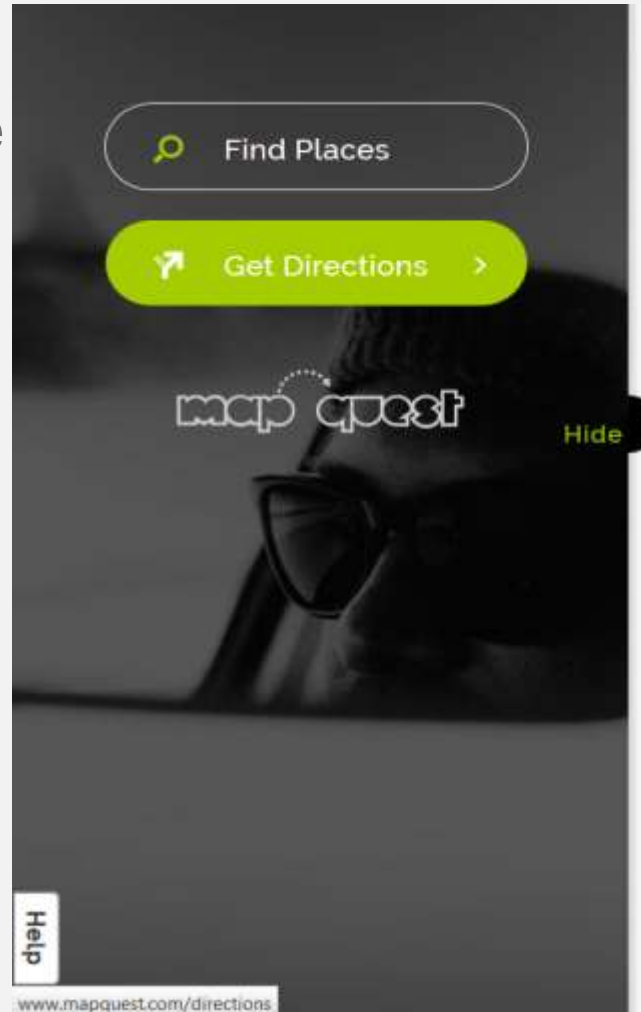 e
Find Places
Get Directions >
map quest
Hide
Help
www.mapquest.com/directions